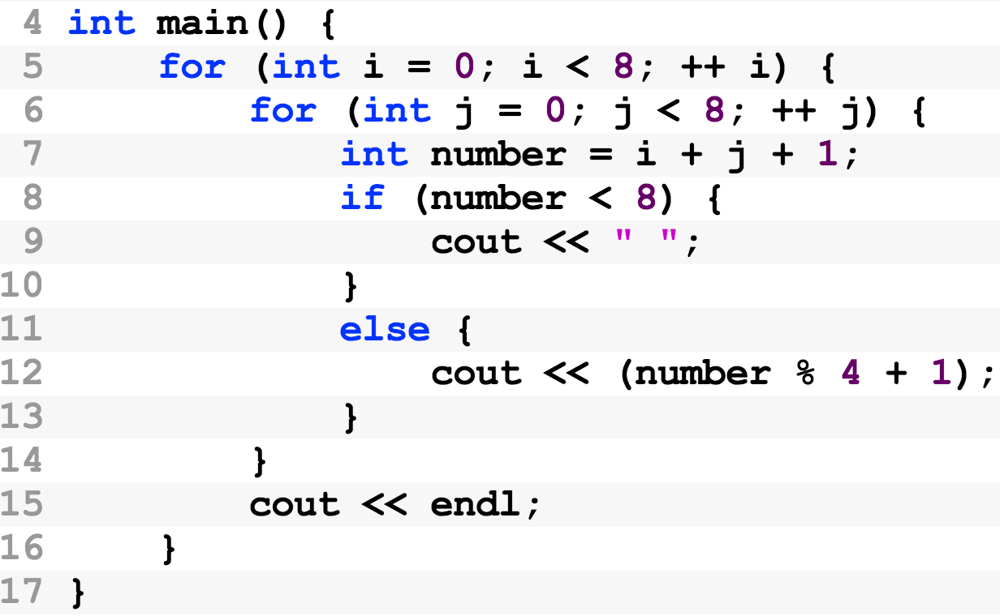 4 int main() {
5     for (int i = 0; i < 8; ++ i) {
6         for (int j = 0; j < 8; ++ j) {
7             int number = i + j + 1;
8             if (number < 8) {
9                 cout << " ";
10             }
11             else {
12                 cout << (number % 4 + 1);
13             }
14         }
15         cout << endl;
16     }
17 }